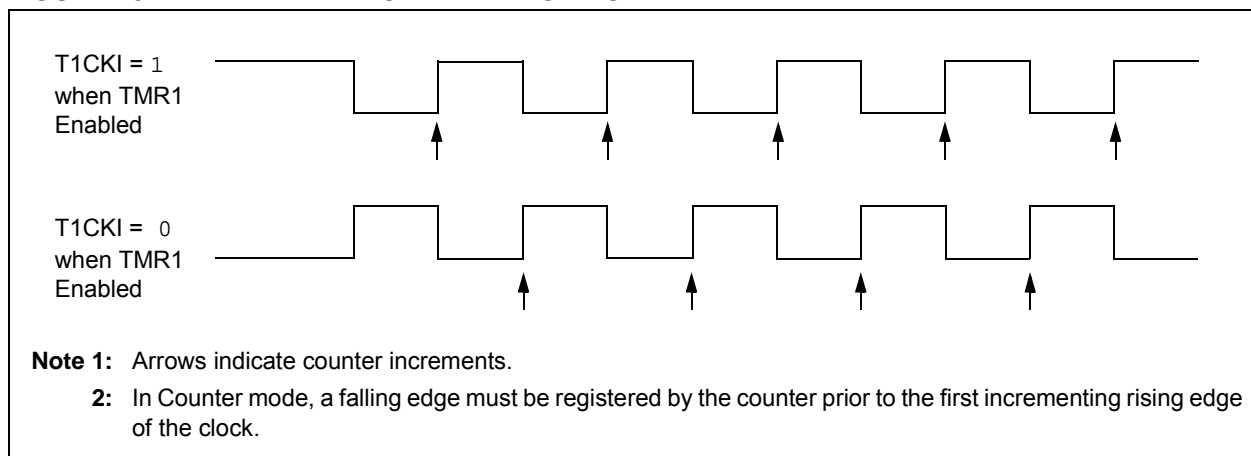 T1CKI = 1
when TMR1
Enabled
T1CKI = 0
when TMR1
Enabled
Note 1: Arrows indicate counter increments.
2: In Counter mode, a falling edge must be registered by the counter prior to the first incrementing rising edge
of the clock.